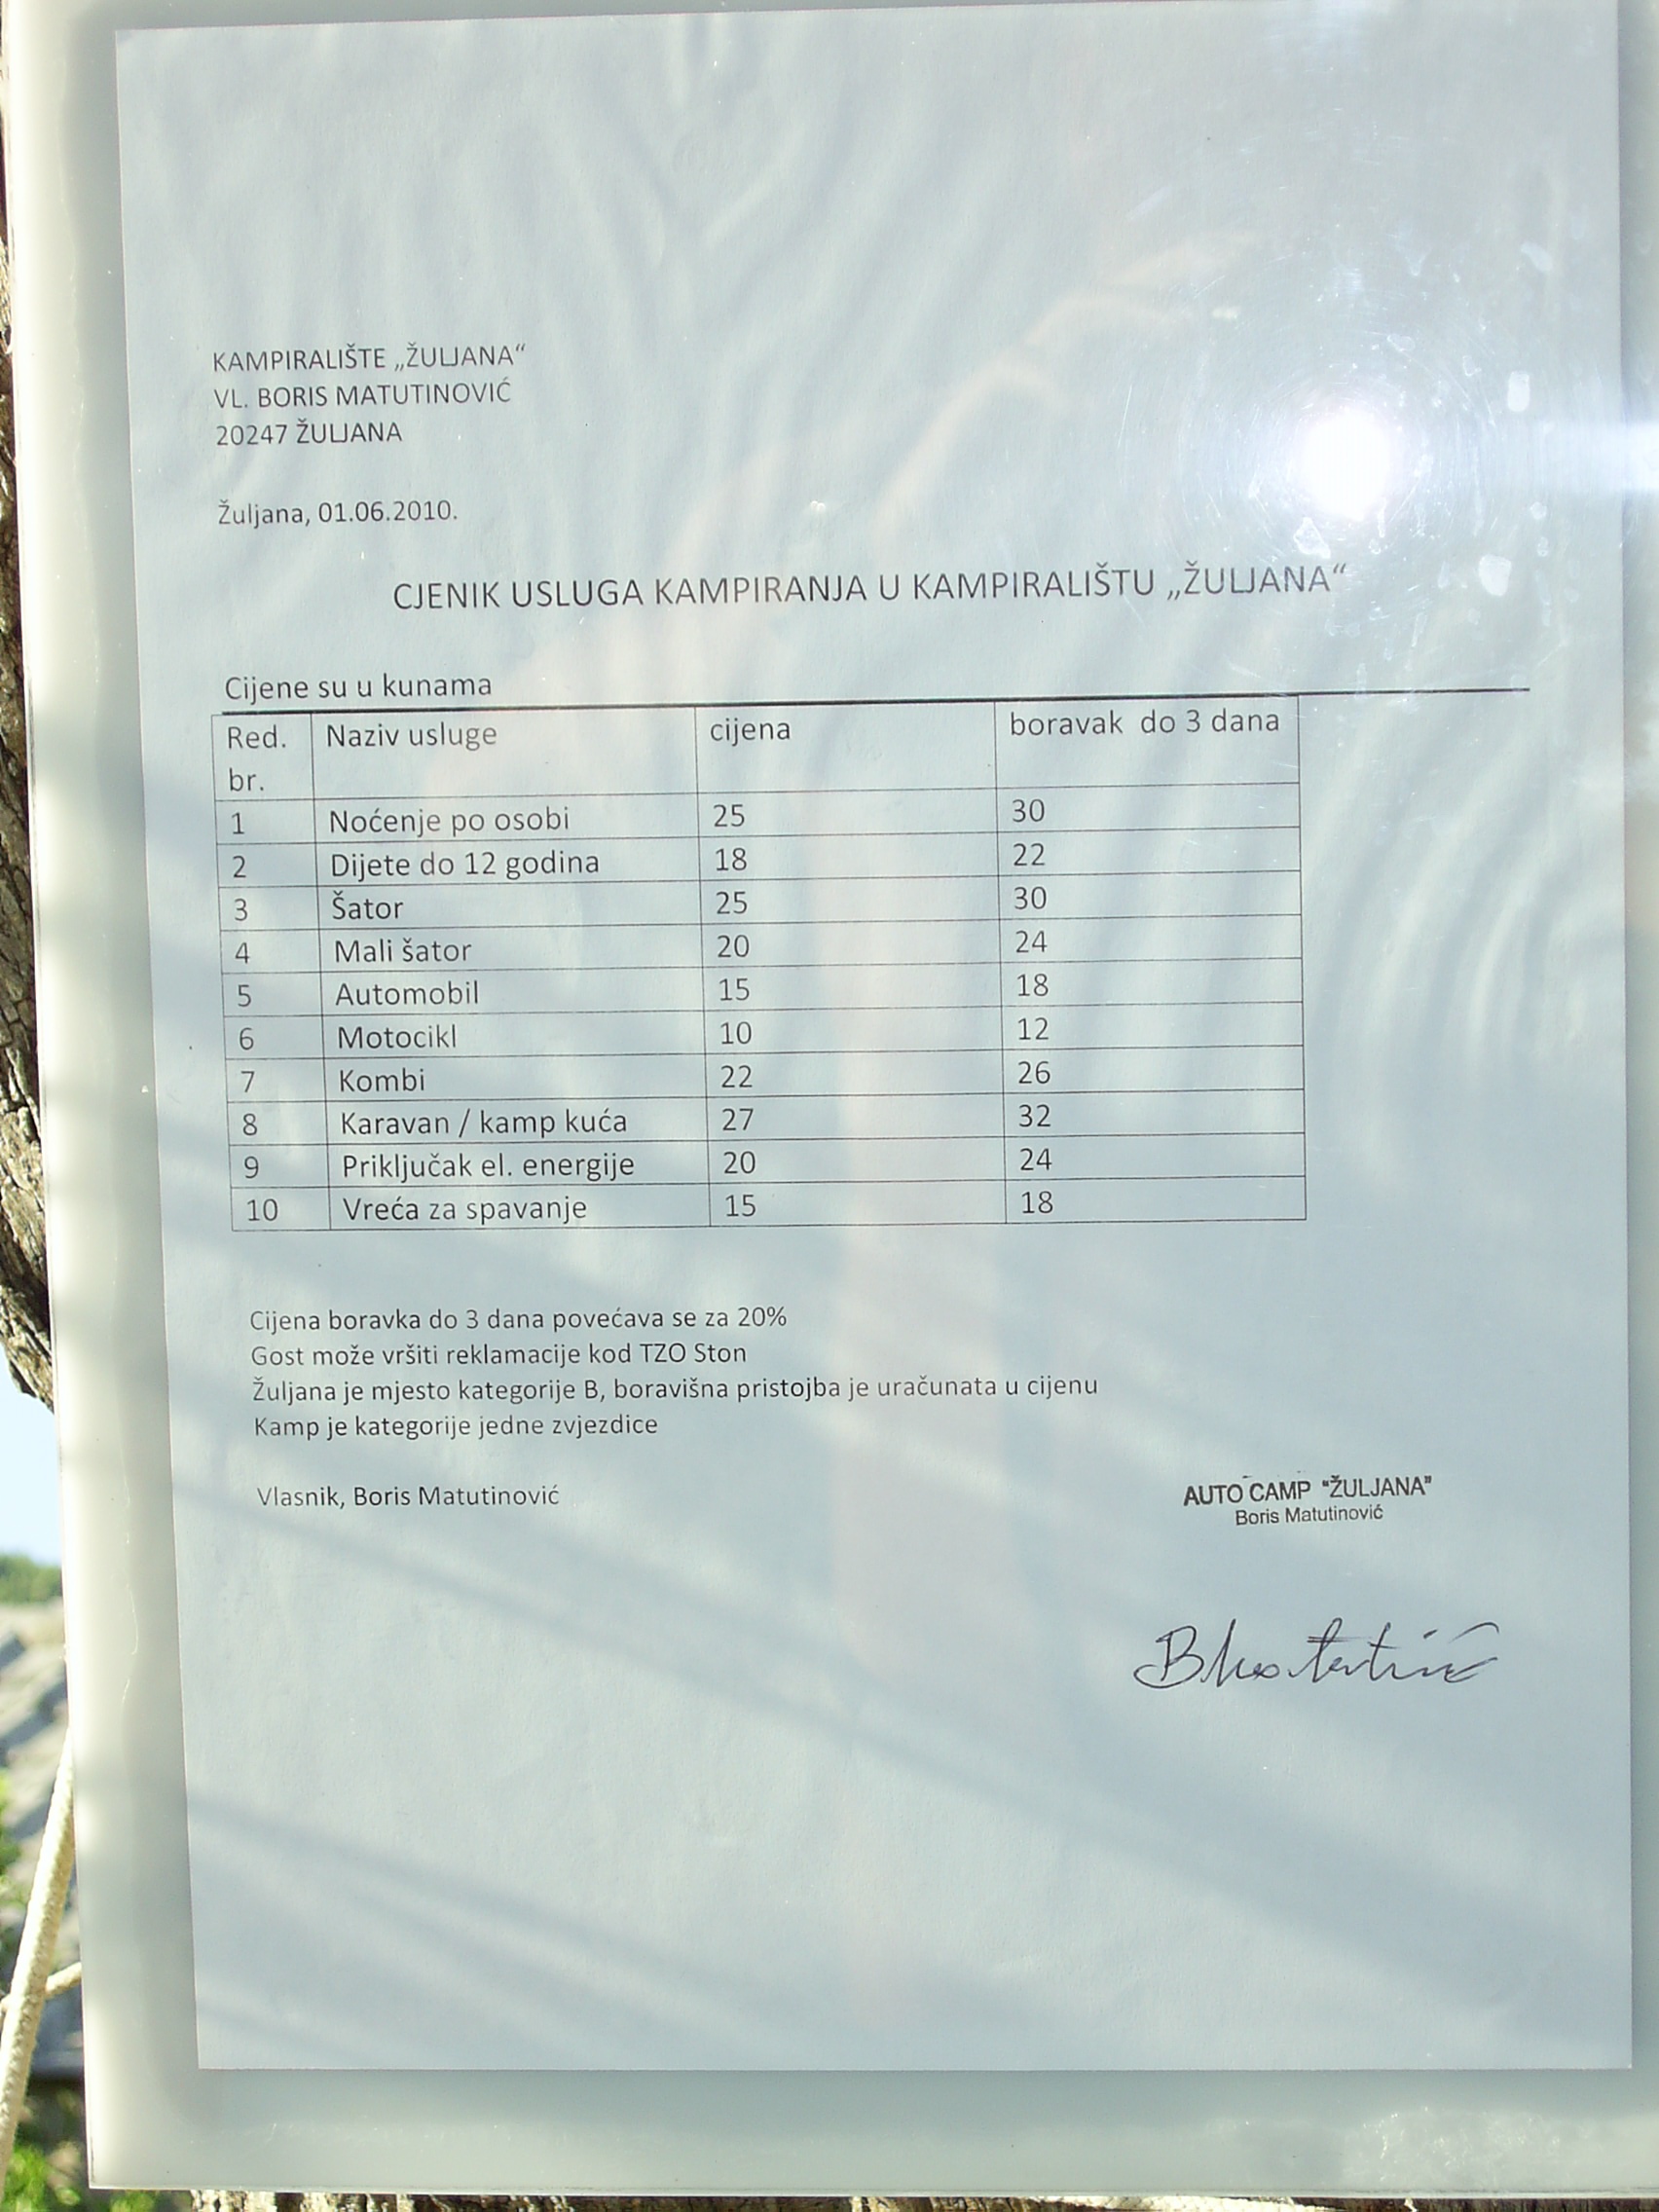 KAMPIRALIŠTE „ŽULJANA“
VL. BORIS MATUTINOVIĆ
20247 ŽULJANA
Žuljana, 01.06.2010.
CJENIK USLUGA KAMPIRANJA U KAMPIRALIŠTU „ŽULJANA“
Cijene su u kunama
Red. br. Naziv usluge cijena boravak do 3 dana
1 Noćenje po osobi 25 30
2 Dijete do 12 godina 18 22
3 Šator 25 30
4 Mali šator 20 24
5 Automobil 15 18
6 Motocikl 10 12
7 Kombi 22 26
8 Karavan / kamp kuća 27 32
9 Priključak el. energije 20 24
10 Vreća za spavanje 15 18
Cijena boravka do 3 dana povećava se za 20%
Gost može vršiti reklamacije kod TZO Ston
Žuljana je mjesto kategorije B, boravišna pristojba je uračunata u cijenu
Kamp je kategorije jedne zvjezdice
Vlasnik, Boris Matutinović
AUTO CAMP "ŽULJANA"
Boris Matutinović